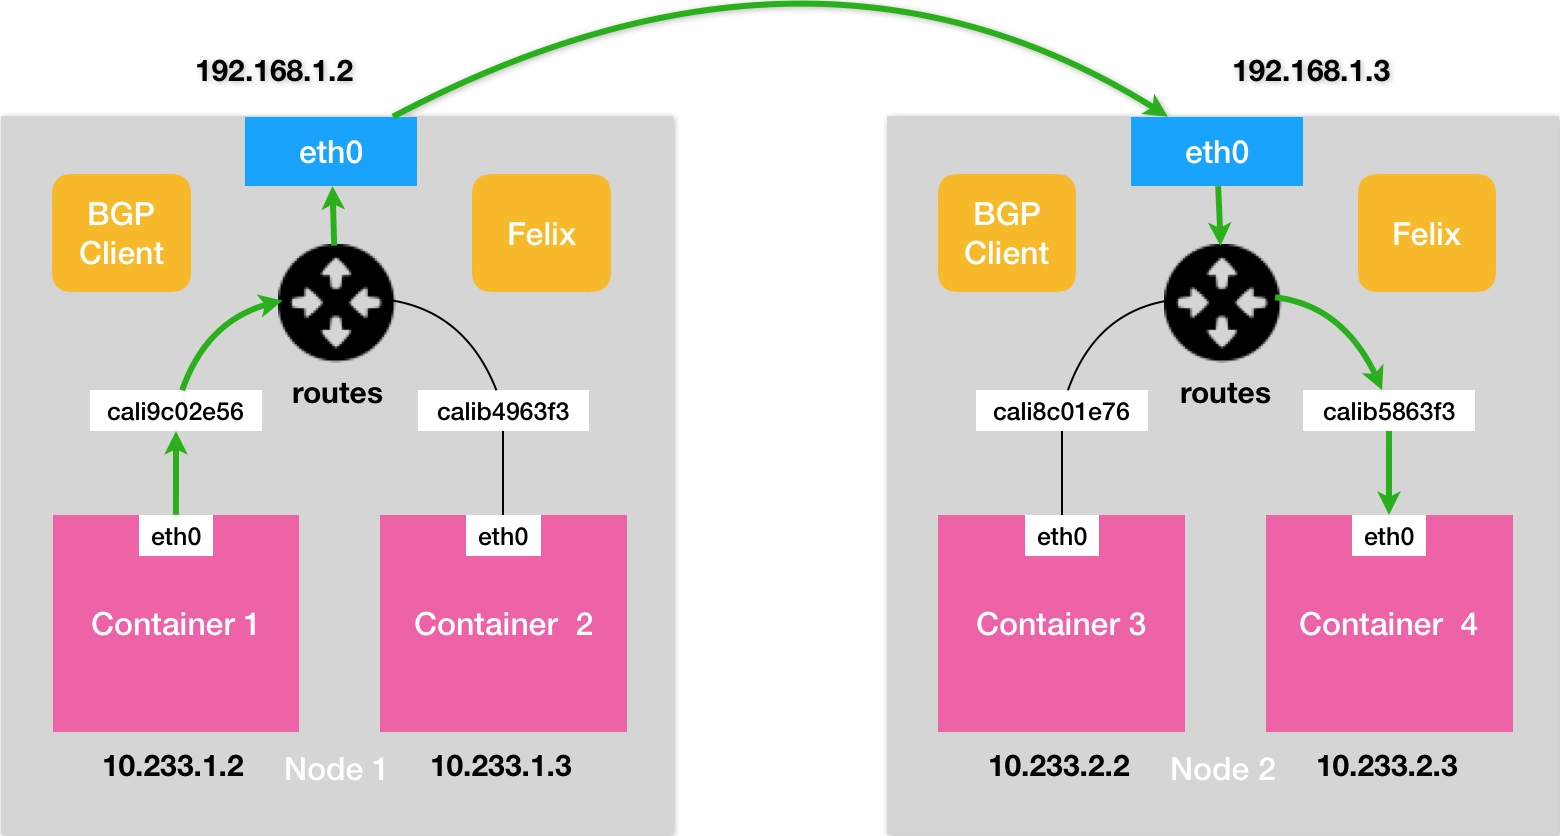 192.168.1.2
192.168.1.3
eth0
eth0
BGP
Client
Felix
BGP
Client
Felix
routes
routes
cali9c02e56
calib4963f3
cali8c01e76
calib5863f3
eth0
eth0
eth0
eth0
Container 1
Container 2
Container 3
Container 4
10.233.1.2
Node 1
10.233.1.3
10.233.2.2
Node 2
10.233.2.3